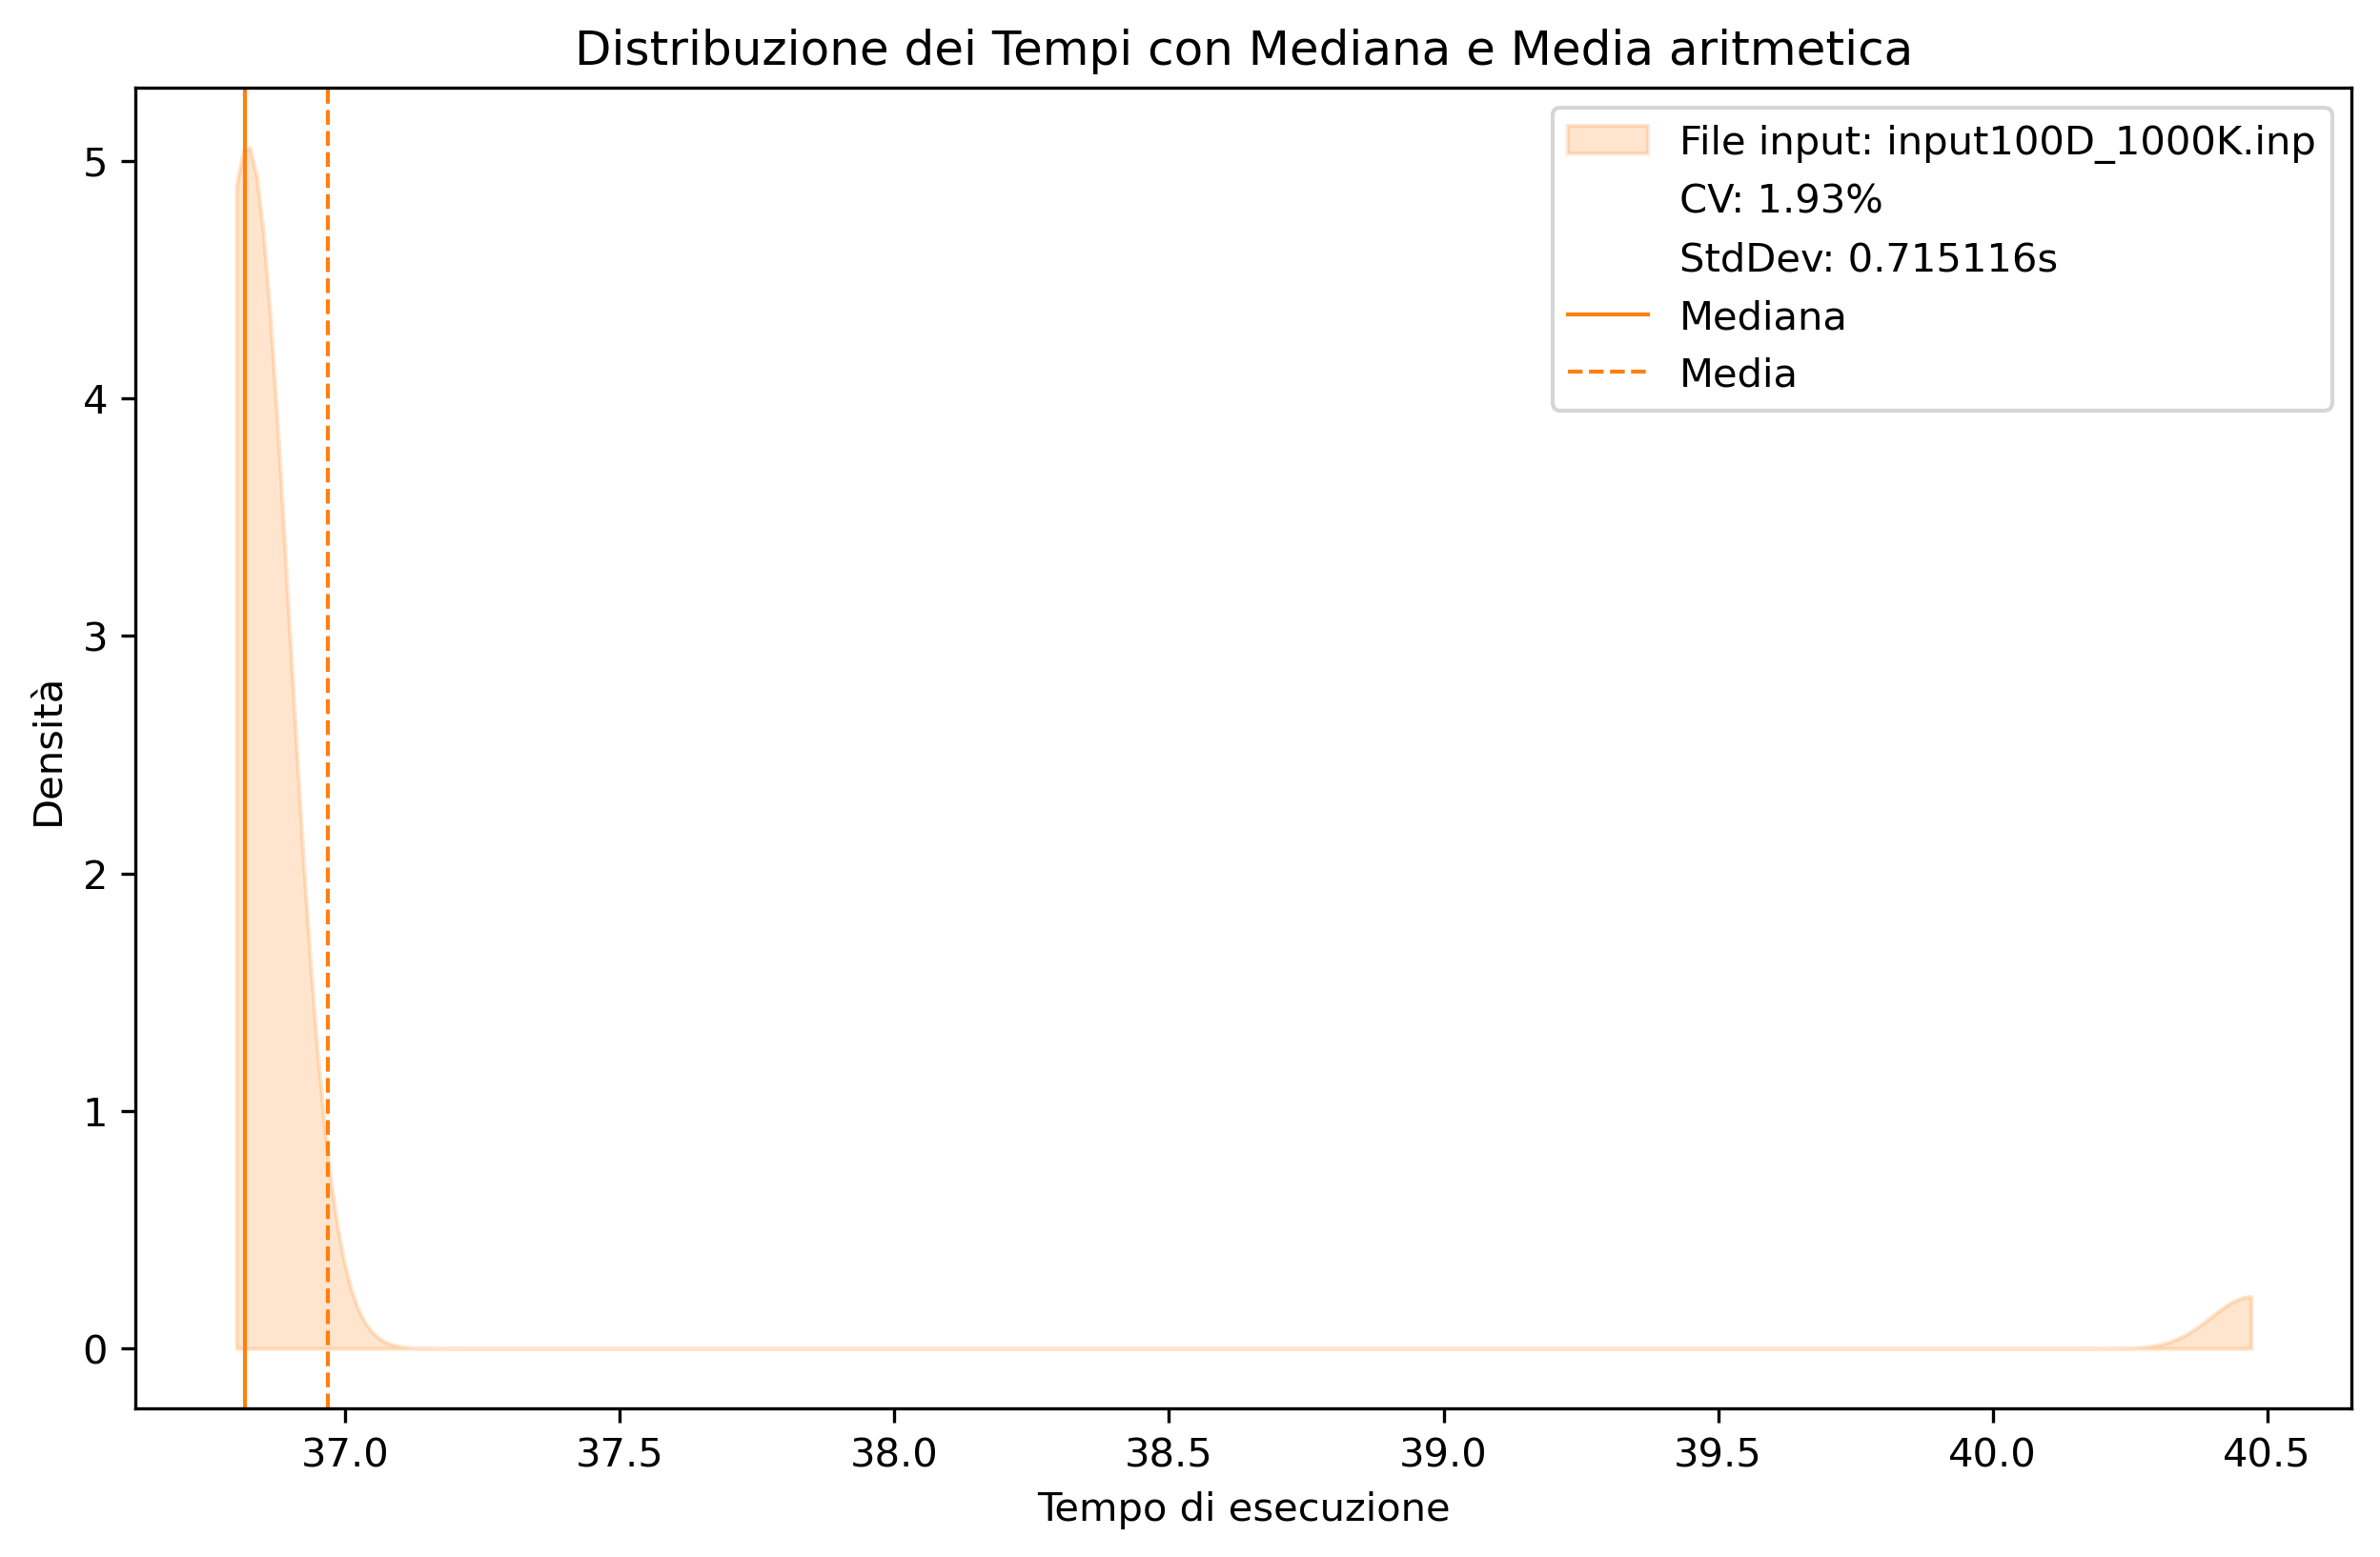 Distribuzione dei Tempi con Mediana e Media aritmetica
File input: input100D_1000K.inp
CV: 1.93%
StdDev: 0.715116s
Mediana
Media
Densità
5
4
3
2
1
0
37.0 37.5 38.0 38.5 39.0 39.5 40.0 40.5
Tempo di esecuzione